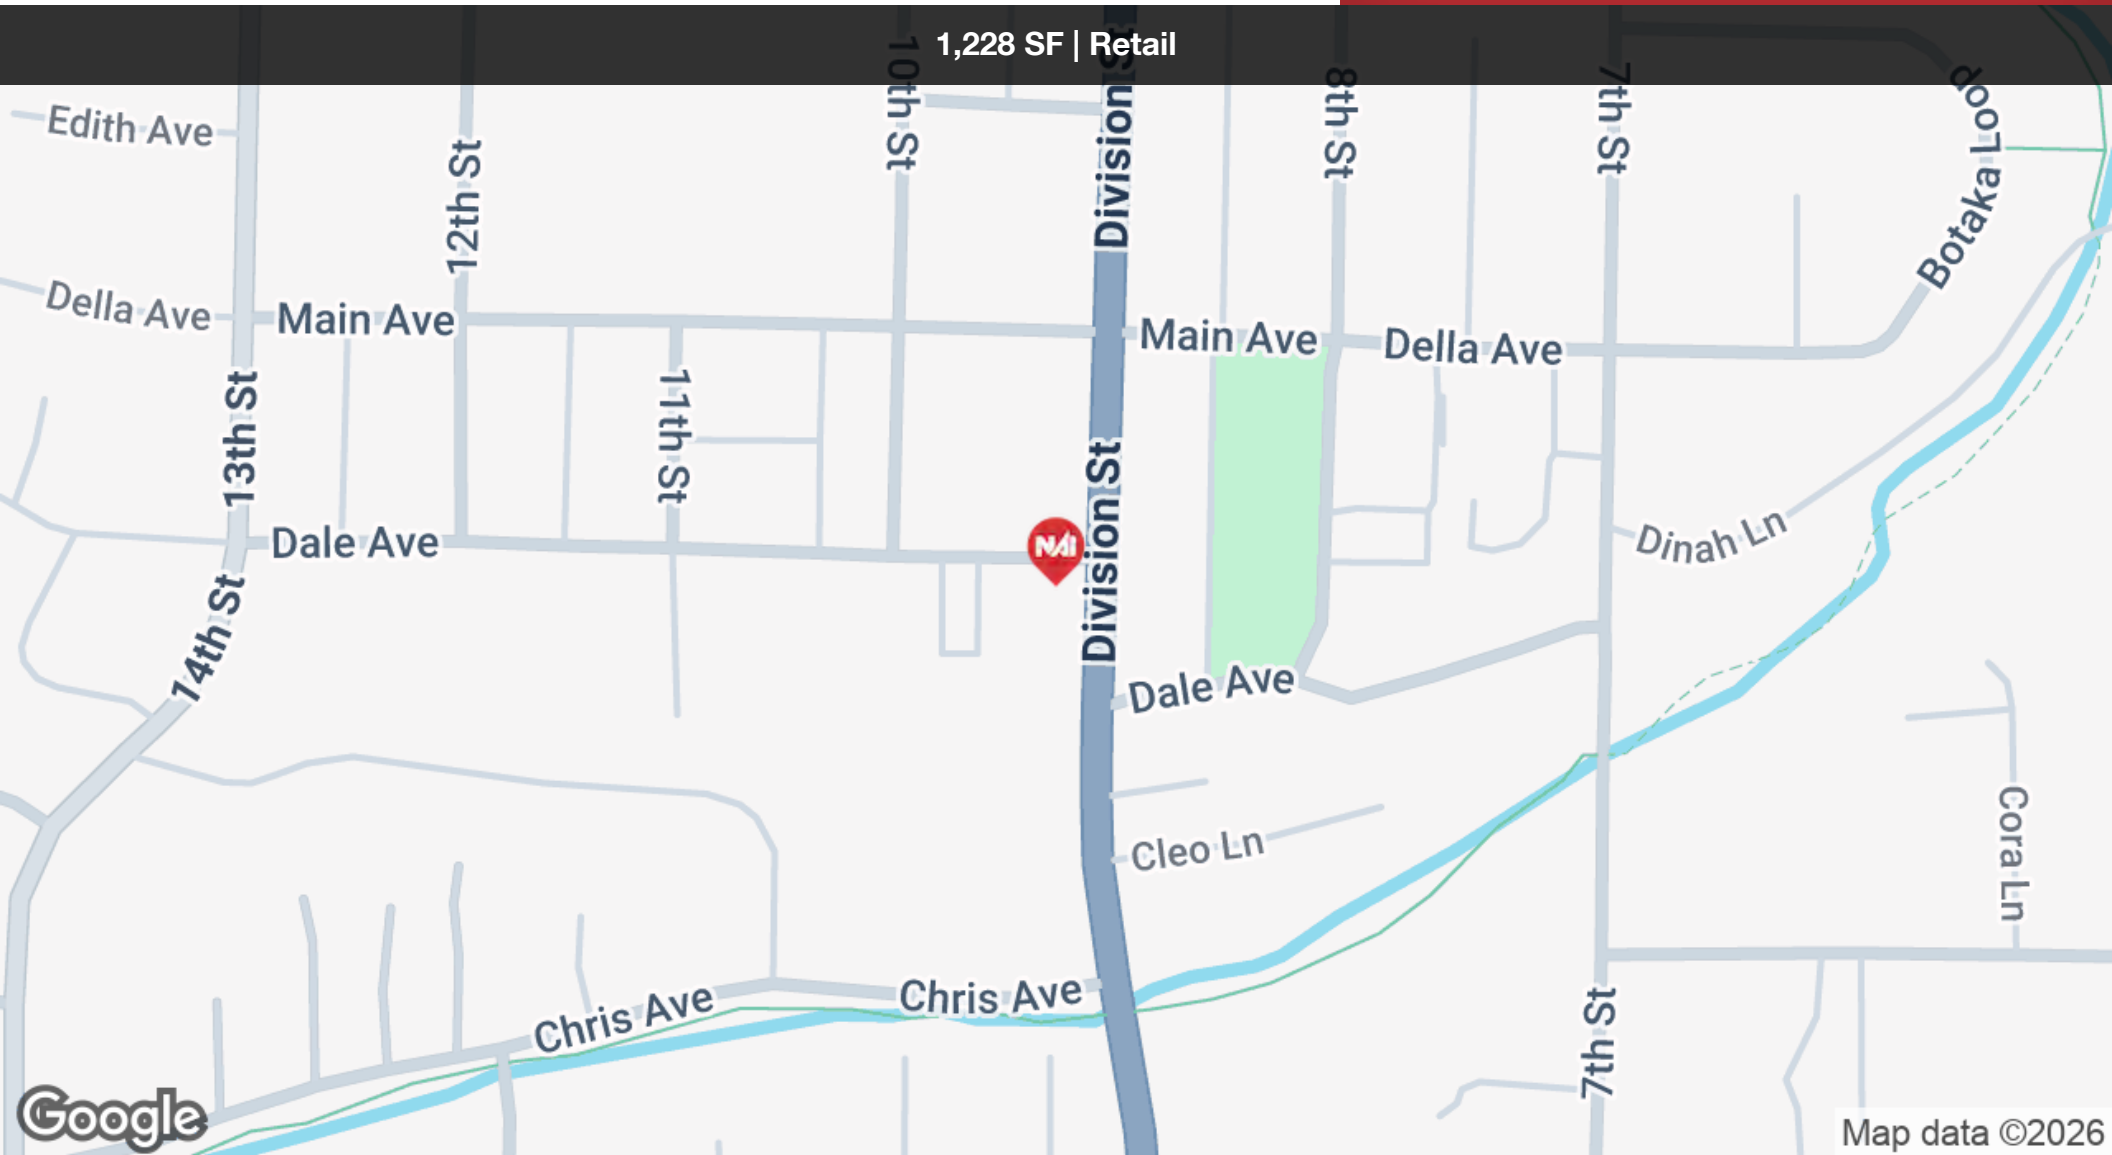 1,228 SF | Retail
Edith Ave
12th St
10th St
Division St
8th St
7th St
Botaka Loop
Della Ave
Main Ave
Main Ave
Della Ave
13th St
11th St
Division St
Dale Ave
NAI
Dinah Ln
14th St
Dale Ave
Cleo Ln
Cora Ln
Chris Ave
Chris Ave
7th St
Google
Map data ©2026